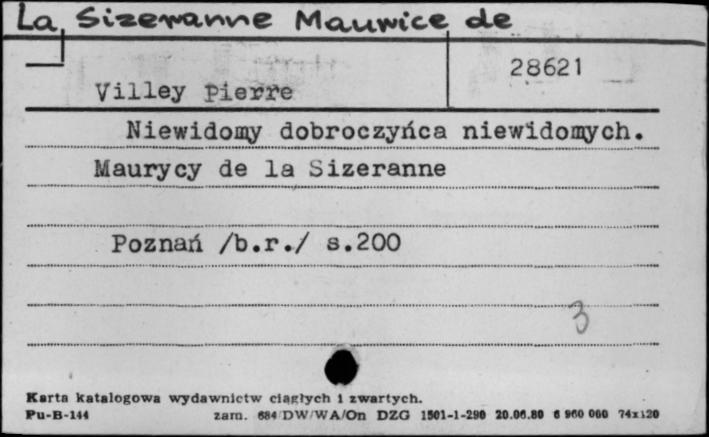 La Sizeranne Maurice de
28621
Villey Pierre
Niewidomy dobroczyńca niewidomych.
Maurycy de la Sizeranne
Poznań /b.r./ s.200
3
Karta katalogowa wydawnictw ciągłych i zwartych.
Pu-B-144 zam. 684/DW/WA/On DZG 1501-1-290 20.06.80 6 960 000 74x120